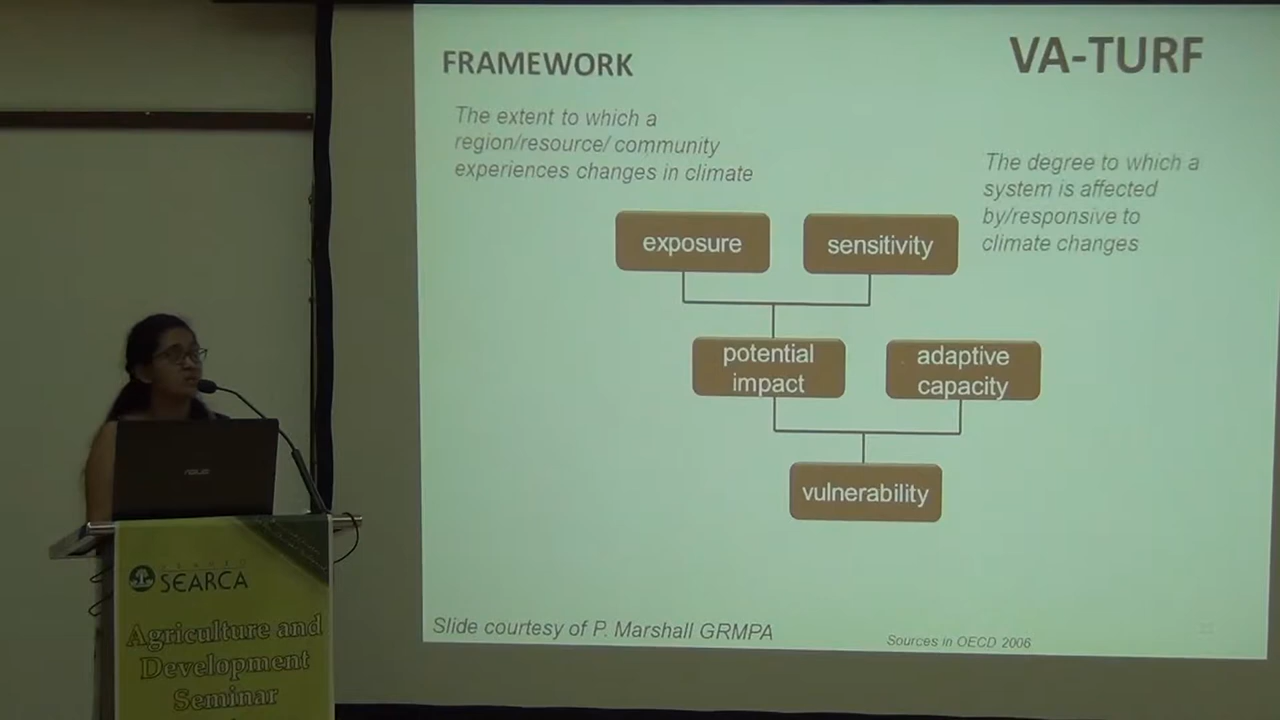 FRAMEWORK
VA-TURF
The extent to which a
region/resource/ community
experiences changes in climate
The degree to which a
system is affected
by/responsive to
climate changes
exposure
sensitivity
potential
impact
adaptive
capacity
vulnerability
Slide courtesy of P. Marshall GRMPA
Sources in OECD 2006
ASUS
SEARCA
Agriculture and
Development
Seminar